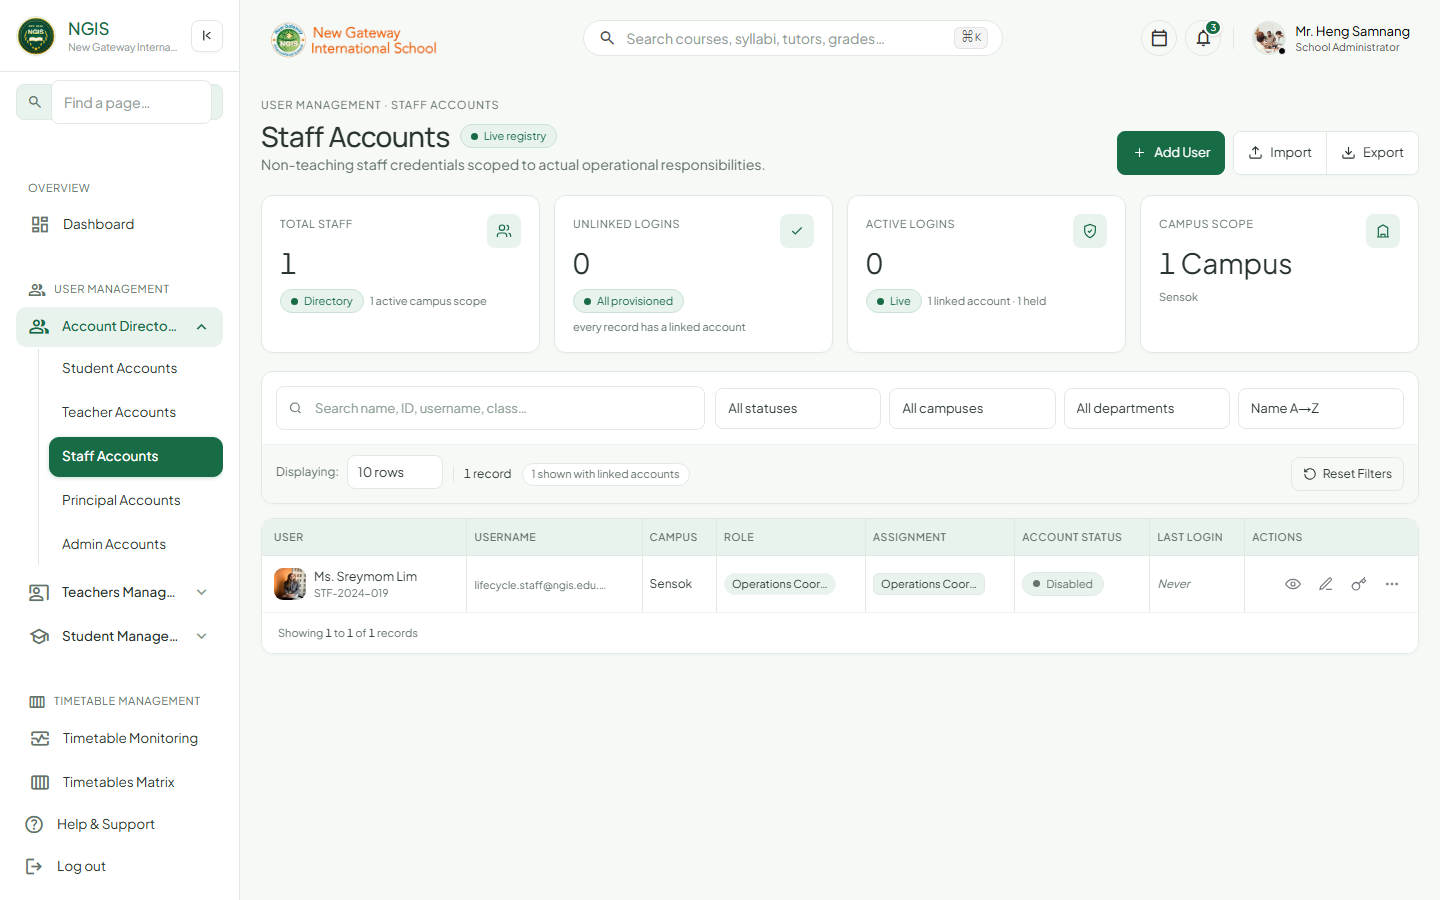 NGIS
New Gateway Interna...
Find a page...
OVERVIEW
Dashboard
USER MANAGEMENT
Account Directo...
Student Accounts
Teacher Accounts
Staff Accounts
Principal Accounts
Admin Accounts
Teachers Manag...
Student Manage...
TIMETABLE MANAGEMENT
Timetable Monitoring
Timetables Matrix
Help & Support
Log out
NGIS
New Gateway
International School
Search courses, syllabi, tutors, grades...
⌘K
3
Mr. Heng Samnang
School Administrator
USER MANAGEMENT · STAFF ACCOUNTS
Staff Accounts
Live registry
Non-teaching staff credentials scoped to actual operational responsibilities.
Add User
Import
Export
TOTAL STAFF
1
Directory
1 active campus scope
UNLINKED LOGINS
0
All provisioned
every record has a linked account
ACTIVE LOGINS
0
Live
1 linked account · 1 held
CAMPUS SCOPE
1 Campus
Sensok
Search name, ID, username, class...
All statuses
All campuses
All departments
Name A→Z
Displaying:
10 rows
1 record
1 shown with linked accounts
Reset Filters
USER
USERNAME
CAMPUS
ROLE
ASSIGNMENT
ACCOUNT STATUS
LAST LOGIN
ACTIONS
Ms. Sreymom Lim
STF-2024-019
lifecycle.staff@ngis.edu....
Sensok
Operations Coor...
Operations Coor...
Disabled
Never
Showing 1 to 1 of 1 records